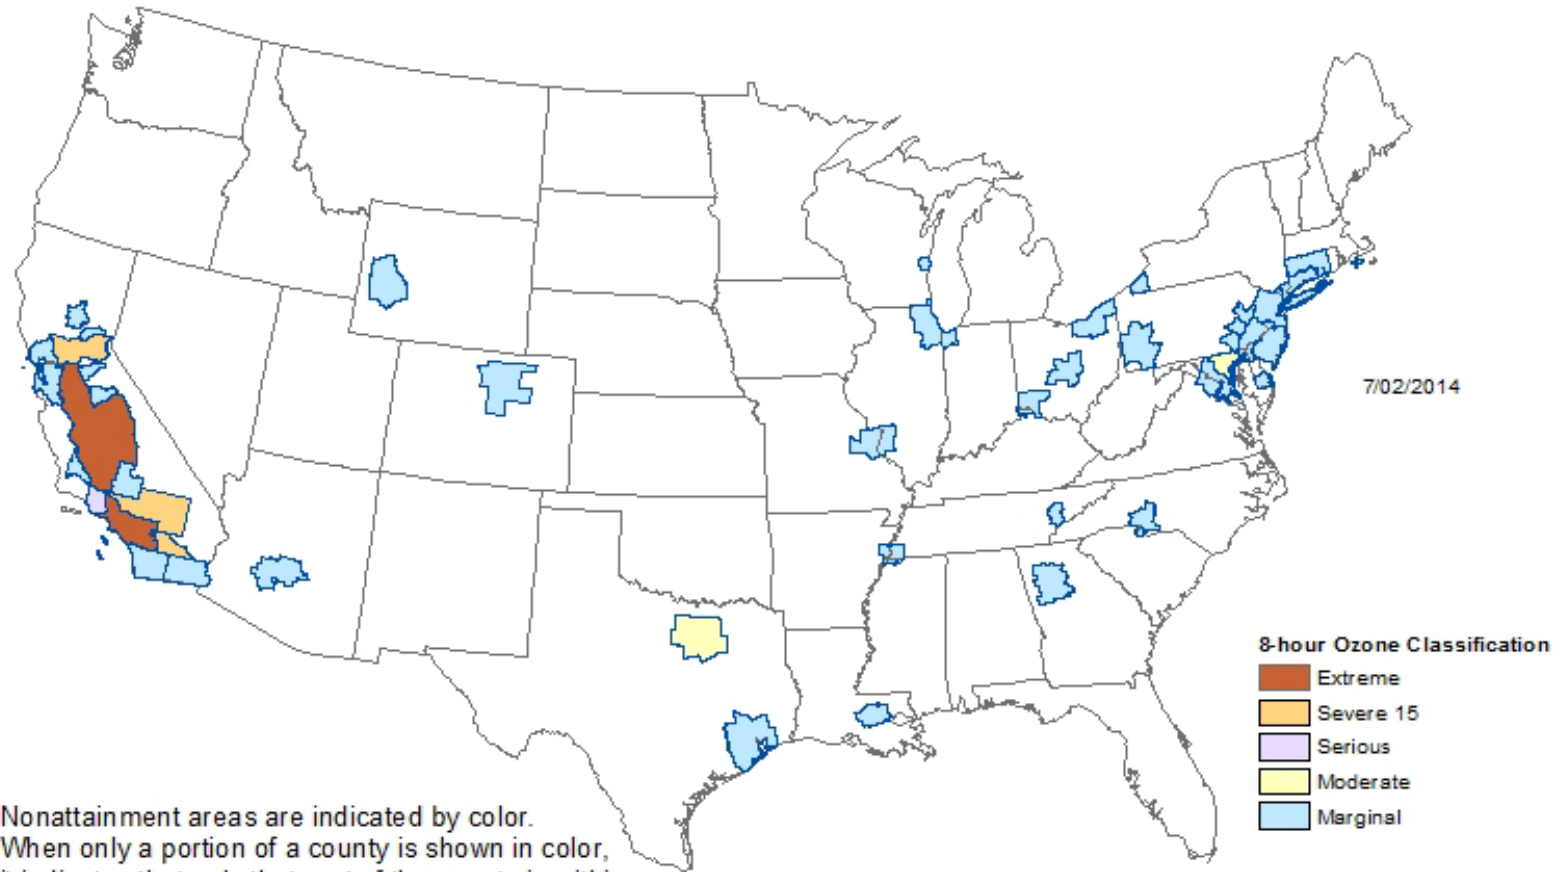 7/02/2014
8-hour Ozone Classification
Extreme
Severe 15
Serious
Moderate
Marginal
Nonattainment areas are indicated by color.
When only a portion of a county is shown in color,